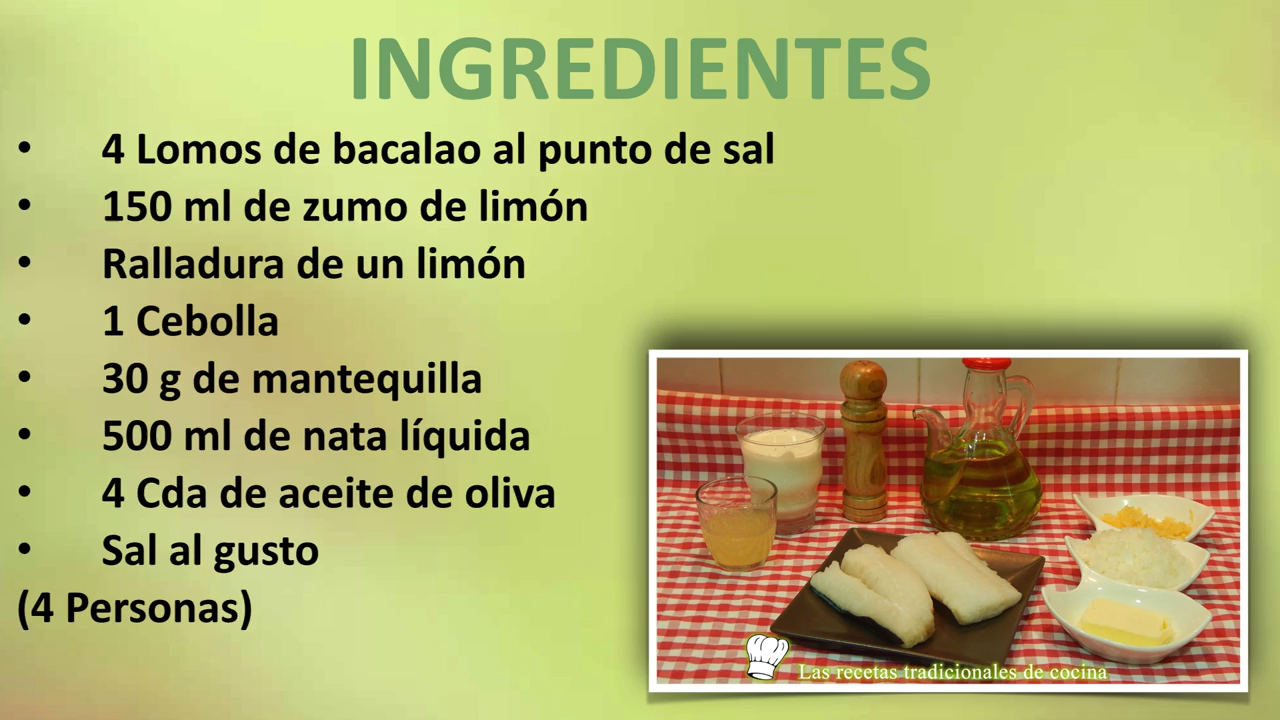 INGREDIENTES
• 4 Lomos de bacalao al punto de sal
• 150 ml de zumo de limón
• Ralladura de un limón
• 1 Cebolla
• 30 g de mantequilla
• 500 ml de nata líquida
• 4 Cda de aceite de oliva
• Sal al gusto
(4 Personas)
Las recetas tradicionales de cocina